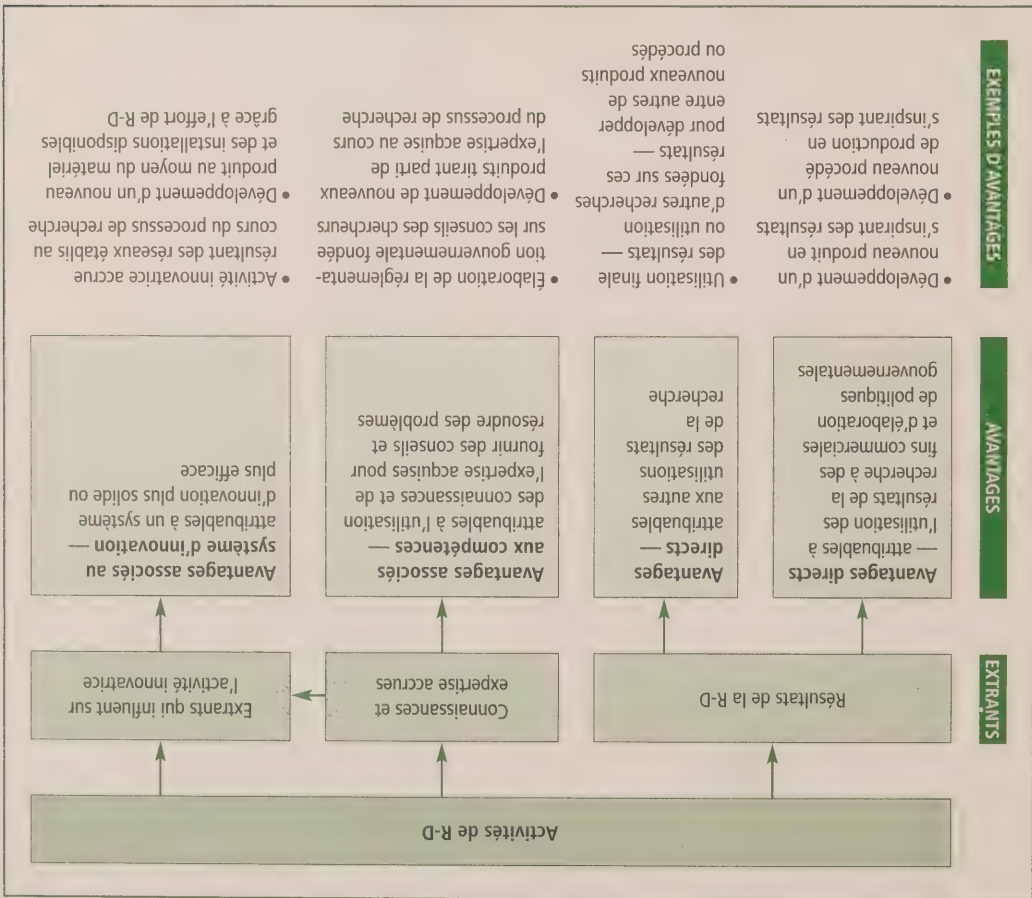 Activités de R-D
EXTRANTS
Résultats de la R-D
Connaissances et
expertise accrues
Extrants qui influent sur
l'activité innovatrice
AVANTAGES
Avantages directs
— attribuables à
l'utilisation des
résultats de la
recherche à des
fins commerciales
et d'élaboration
de politiques
gouvernementales
Avantages
directs —
attribuables
aux autres
utilisations
des résultats
de la
recherche
Avantages associés
aux compétences —
attribuables à l'utilisation
des connaissances et de
l'expertise acquises pour
fournir des conseils et
résoudre des problèmes
Avantages associés au
système d'innovation —
attribuables à un système
d'innovation plus solide ou
plus efficace
EXEMPLES D'AVANTAGES
• Développement d'un
nouveau produit en
s'inspirant des résultats
• Développement d'un
nouveau procédé
de production en
s'inspirant des résultats
• Utilisation finale
des résultats —
ou utilisation
d'autres recherches
fondées sur ces
résultats —
pour développer
entre autres de
nouveaux produits
ou procédés
• Élaboration de la réglementa-
tion gouvernementale fondée
sur les conseils des chercheurs
• Développement de nouveaux
produits tirant parti de
l'expertise acquise au cours
du processus de recherche
• Activité innovatrice accrue
résultant des réseaux établis au
cours du processus de recherche
• Développement d'un nouveau
produit au moyen du matériel
et des installations disponibles
grâce à l'effort de R-D